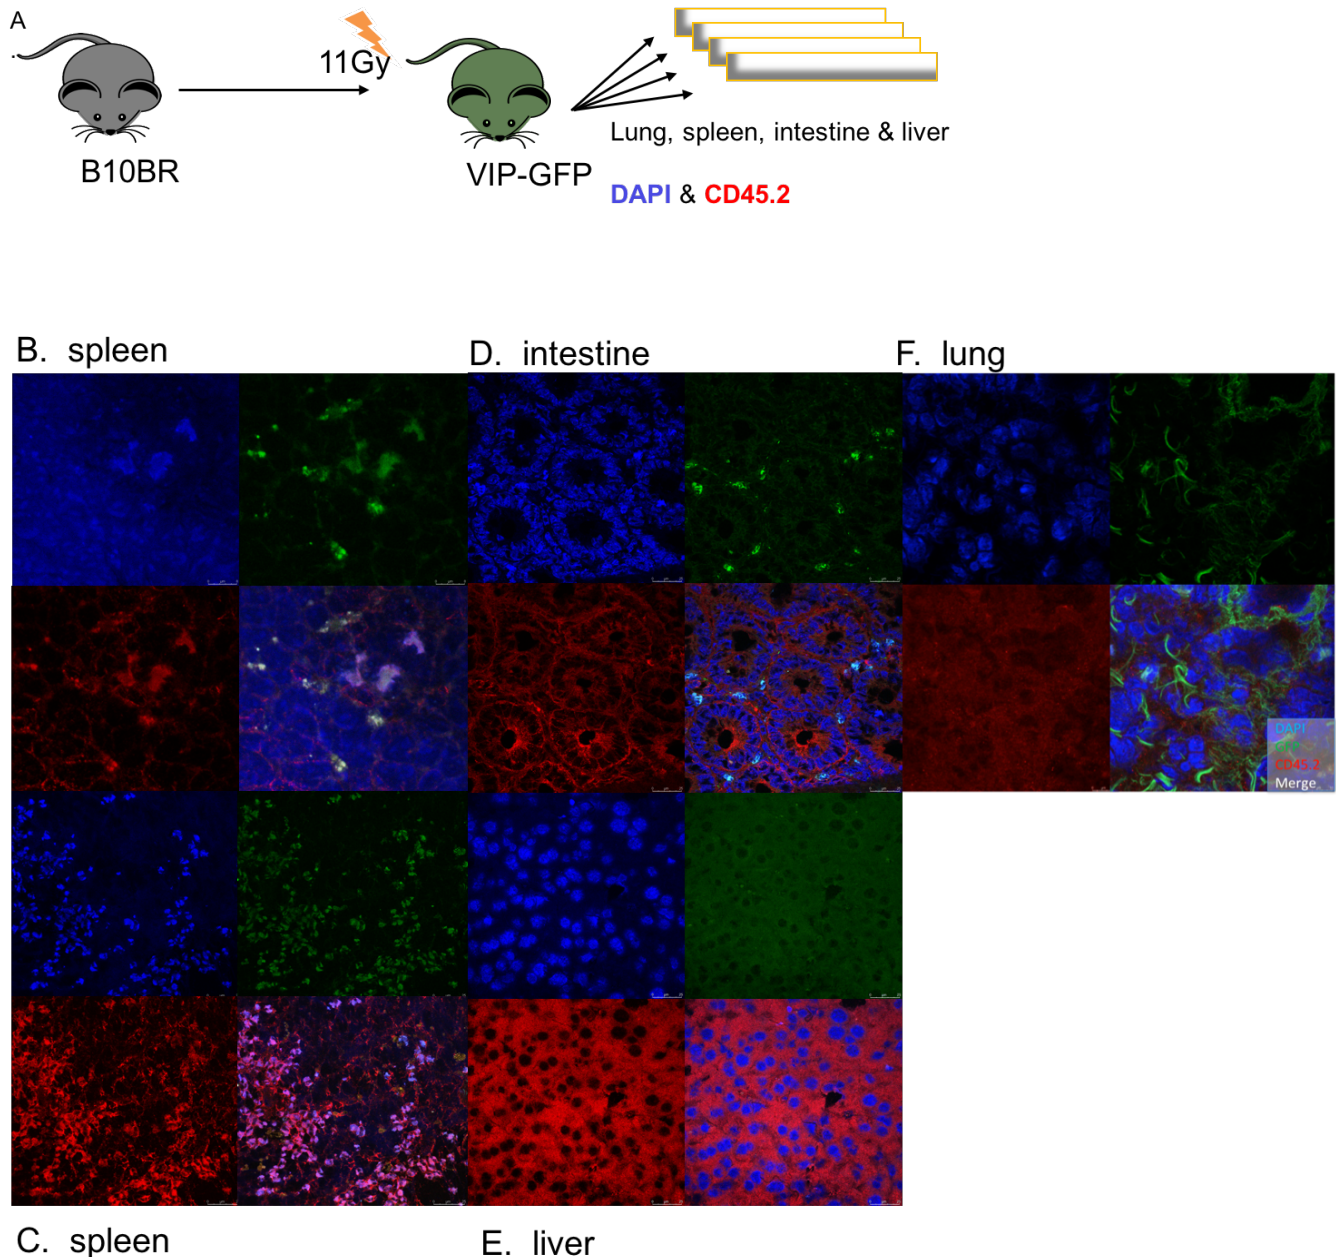 A
11Gy
B10BR
VIP-GFP
Lung, spleen, intestine & liver
DAPI & CD45.2
B. spleen
D. intestine
F. lung
DAPI
GFP
CD45.2
Merge
C. spleen
E. liver